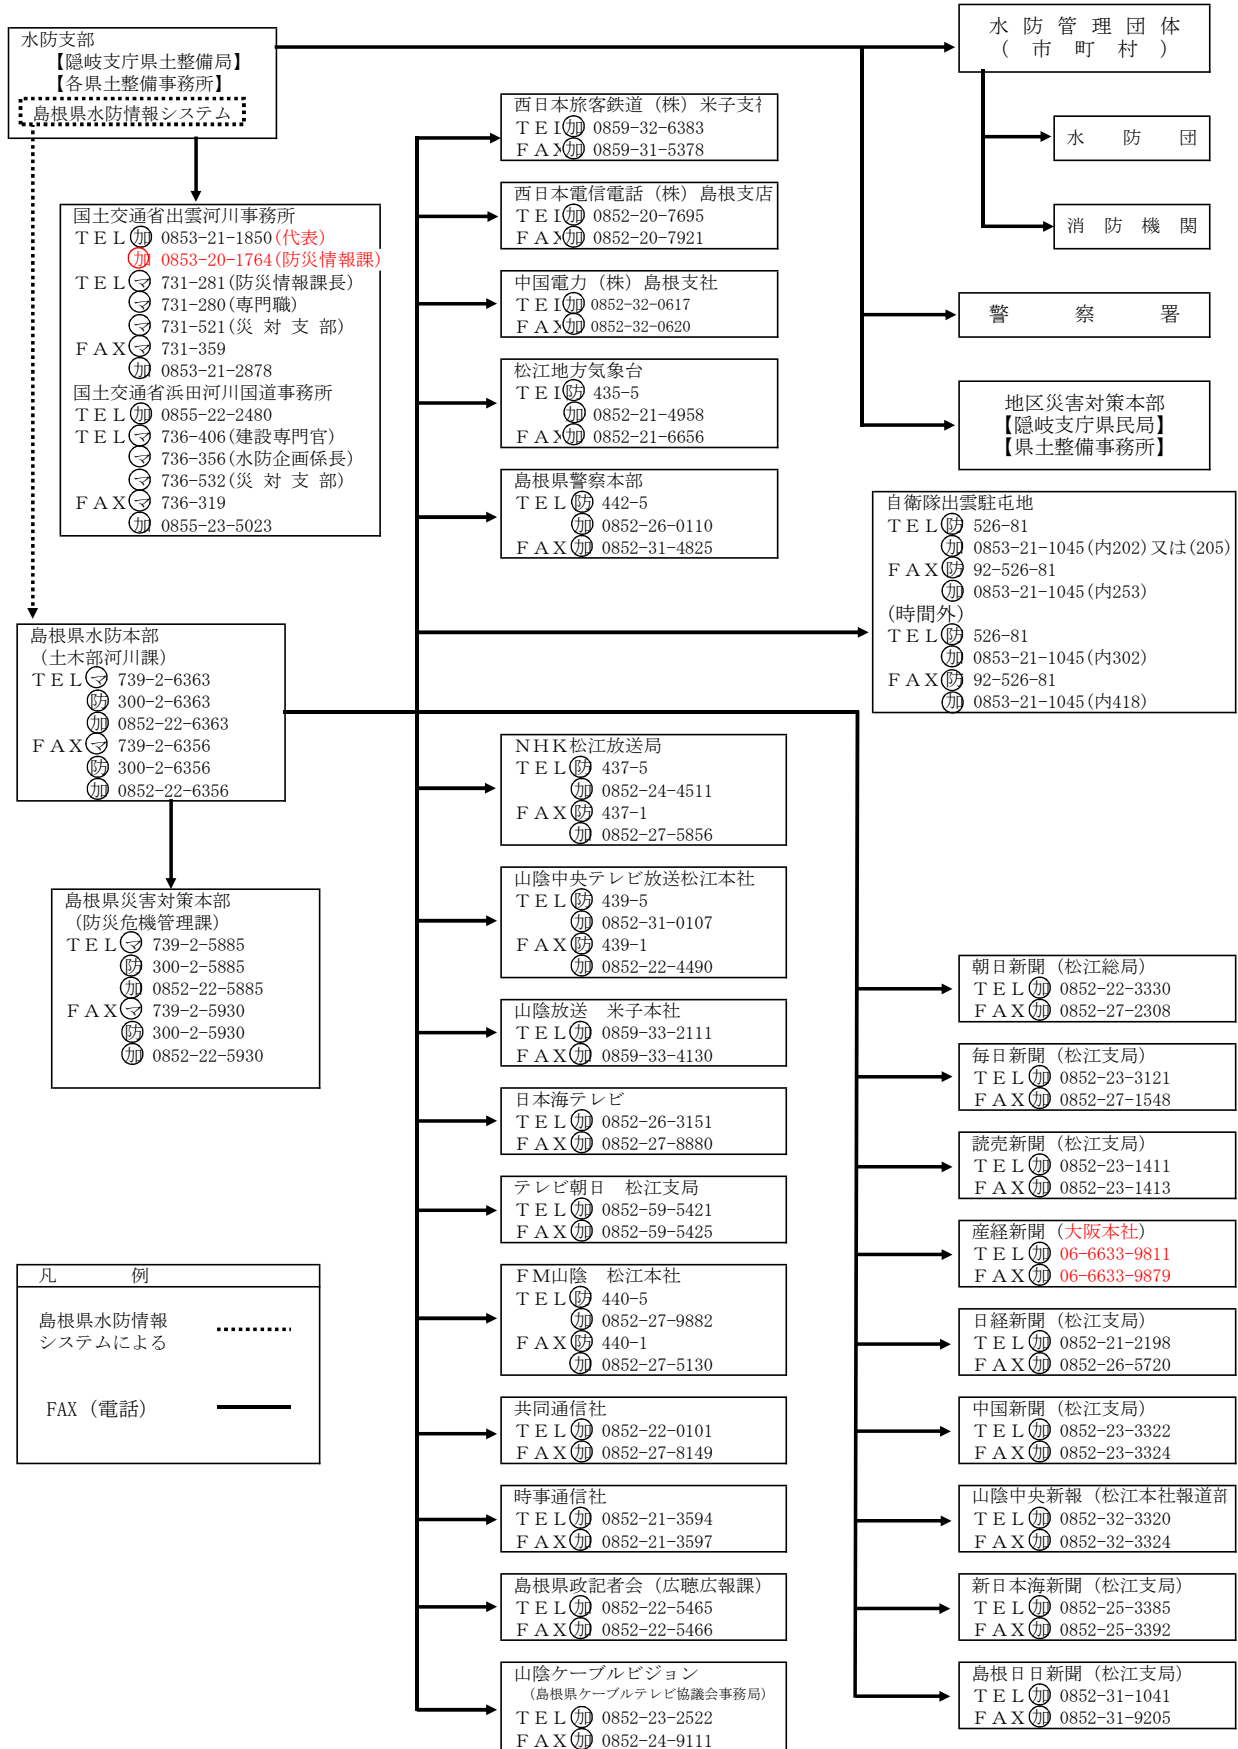 水防支部
【隠岐支庁県土整備局】
【各県土整備事務所】
島根県水防情報システム
国土交通省出雲河川事務所
ＴＥＬ㋕加 0853-21-1850(代表)
加 0853-20-1764(防災情報課)
ＴＥＬマ 731-281(防災情報課長)
マ 731-280(専門職)
マ 731-521(災 対 支 部)
ＦＡＸマ 731-359
加 0853-21-2878
国土交通省浜田河川国道事務所
ＴＥＬ加 0855-22-2480
ＴＥＬマ 736-406(建設専門官)
マ 736-356(水防企画係長)
マ 736-532(災 対 支 部)
ＦＡＸマ 736-319
加 0855-23-5023
島根県水防本部
（土木部河川課）
ＴＥＬマ 739-2-6363
防 300-2-6363
加 0852-22-6363
ＦＡＸマ 739-2-6356
防 300-2-6356
加 0852-22-6356
島根県災害対策本部
（防災危機管理課）
ＴＥＬマ 739-2-5885
防 300-2-5885
加 0852-22-5885
ＦＡＸマ 739-2-5930
防 300-2-5930
加 0852-22-5930
凡　例
島根県水防情報
システムによる
FAX（電話）
西日本旅客鉄道（株）米子支社
ＴＥＬ加 0859-32-6383
ＦＡＸ加 0859-31-5378
西日本電信電話（株）島根支店
ＴＥＬ加 0852-20-7695
ＦＡＸ加 0852-20-7921
中国電力（株）島根支社
ＴＥＬ加 0852-32-0617
ＦＡＸ加 0852-32-0620
松江地方気象台
ＴＥＬ防 435-5
加 0852-21-4958
ＦＡＸ加 0852-21-6656
島根県警察本部
ＴＥＬ防 442-5
加 0852-26-0110
ＦＡＸ加 0852-31-4825
ＮＨＫ松江放送局
ＴＥＬ防 437-5
加 0852-24-4511
ＦＡＸ防 437-1
加 0852-27-5856
山陰中央テレビ放送松江本社
ＴＥＬ防 439-5
加 0852-31-0107
ＦＡＸ防 439-1
加 0852-22-4490
山陰放送　米子本社
ＴＥＬ加 0859-33-2111
ＦＡＸ加 0859-33-4130
日本海テレビ
ＴＥＬ加 0852-26-3151
ＦＡＸ加 0852-27-8880
テレビ朝日　松江支局
ＴＥＬ加 0852-59-5421
ＦＡＸ加 0852-59-5425
ＦＭ山陰　松江本社
ＴＥＬ防 440-5
加 0852-27-9882
ＦＡＸ防 440-1
加 0852-27-5130
共同通信社
ＴＥＬ加 0852-22-0101
ＦＡＸ加 0852-27-8149
時事通信社
ＴＥＬ加 0852-21-3594
ＦＡＸ加 0852-21-3597
島根県政記者会（広聴広報課）
ＴＥＬ加 0852-22-5465
ＦＡＸ加 0852-22-5466
山陰ケーブルビジョン
（島根県ケーブルテレビ協議会事務局）
ＴＥＬ加 0852-23-2522
ＦＡＸ加 0852-24-9111
水防管理団体
（市町村）
水防団
消防機関
警察署
地区災害対策本部
【隠岐支庁県民局】
【県土整備事務所】
自衛隊出雲駐屯地
ＴＥＬ防 526-81
加 0853-21-1045(内202)又は(205)
ＦＡＸ防 92-526-81
加 0853-21-1045(内253)
(時間外)
ＴＥＬ防 526-81
加 0853-21-1045(内302)
ＦＡＸ防 92-526-81
加 0853-21-1045(内418)
朝日新聞（松江総局）
ＴＥＬ加 0852-22-3330
ＦＡＸ加 0852-27-2308
毎日新聞（松江支局）
ＴＥＬ加 0852-23-3121
ＦＡＸ加 0852-27-1548
読売新聞（松江支局）
ＴＥＬ加 0852-23-1411
ＦＡＸ加 0852-23-1413
産経新聞（大阪本社）
ＴＥＬ加 06-6633-9811
ＦＡＸ加 06-6633-9879
日経新聞（松江支局）
ＴＥＬ加 0852-21-2198
ＦＡＸ加 0852-26-5720
中国新聞（松江支局）
ＴＥＬ加 0852-23-3322
ＦＡＸ加 0852-23-3324
山陰中央新報（松江本社報道部
ＴＥＬ加 0852-32-3320
ＦＡＸ加 0852-32-3324
新日本海新聞（松江支局）
ＴＥＬ加 0852-25-3385
ＦＡＸ加 0852-25-3392
島根日日新聞（松江支局）
ＴＥＬ加 0852-31-1041
ＦＡＸ加 0852-31-9205